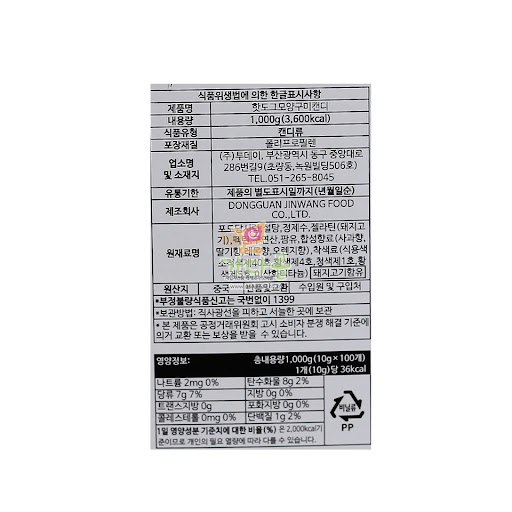 식품위생법에 의한 한글표시사항
제품명 핫도그모양구미캔디
내용량 1,000g(3,600kcal)
식품유형 캔디류
포장재질 폴리프로필렌
업소명 및 소재지 (주)투데이, 부산광역시 동구 중앙대로
286번길9(초량동,녹원빌딩506호)
TEL.051-265-8045
유통기한 제품의 별도표시일까지(년월일순)
제조회사 DONGGUAN JINWANG FOOD
CO.,LTD.
원재료명 설탕,정제수,젤라틴(돼지고
기),연산,팜유,합성향료(사과향,
딸기향,오렌지향),착색료(식용색
소적색제40호,색제4호,청색제1호,황
돼지고기함유
원산지 중국 반품및교환 수입원 및 구입처
*부정불량식품신고는 국번없이 1399
*보관방법: 직사광선을 피하고 서늘한 곳에 보관
* 본 제품은 공정거래위원회 고시 소비자 분쟁 해결 기준에
의거 교환 또는 보상을 받을 수 있습니다.
영양정보: 총내용량1,000g(10g×100개)
1개(10g)당 36kcal
나트륨 2mg 0% 탄수화물 8g 2%
당류 7g 7% 지방 0g 0%
트랜스지방 0g 포화지방 0g 0%
콜레스테롤 0mg 0% 단백질 1g 2%
1일 영양성분 기준치에 대한 비율(%)은 2,000kcal기
준이므로 개인의 필요 열량에 따라 다를 수 있습니다.
비닐류
PP